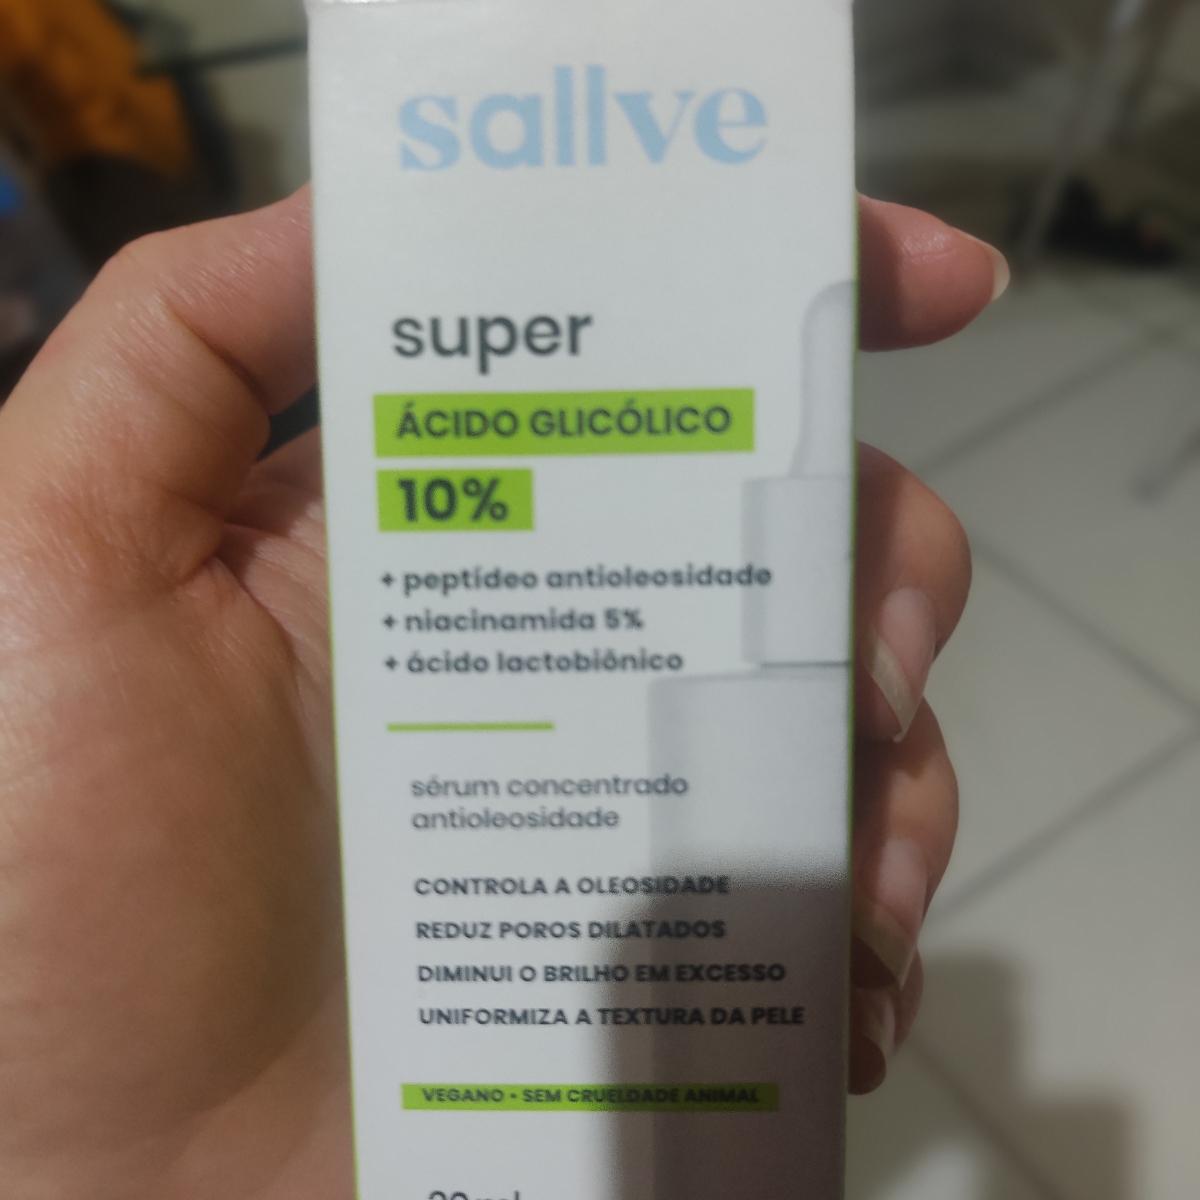 sallve
super
ÁCIDO GLICÓLICO
10%
+ peptídeo antioleosidade
+ niacinamida 5%
+ ácido lactobiônico
sérum concentrado
antioleosidade
CONTROLA A OLEOSIDADE
REDUZ POROS DILATADOS
DIMINUI O BRILHO EM EXCESSO
UNIFORMIZA A TEXTURA DA PELE
VEGANO • SEM CRUELDADE ANIMAL